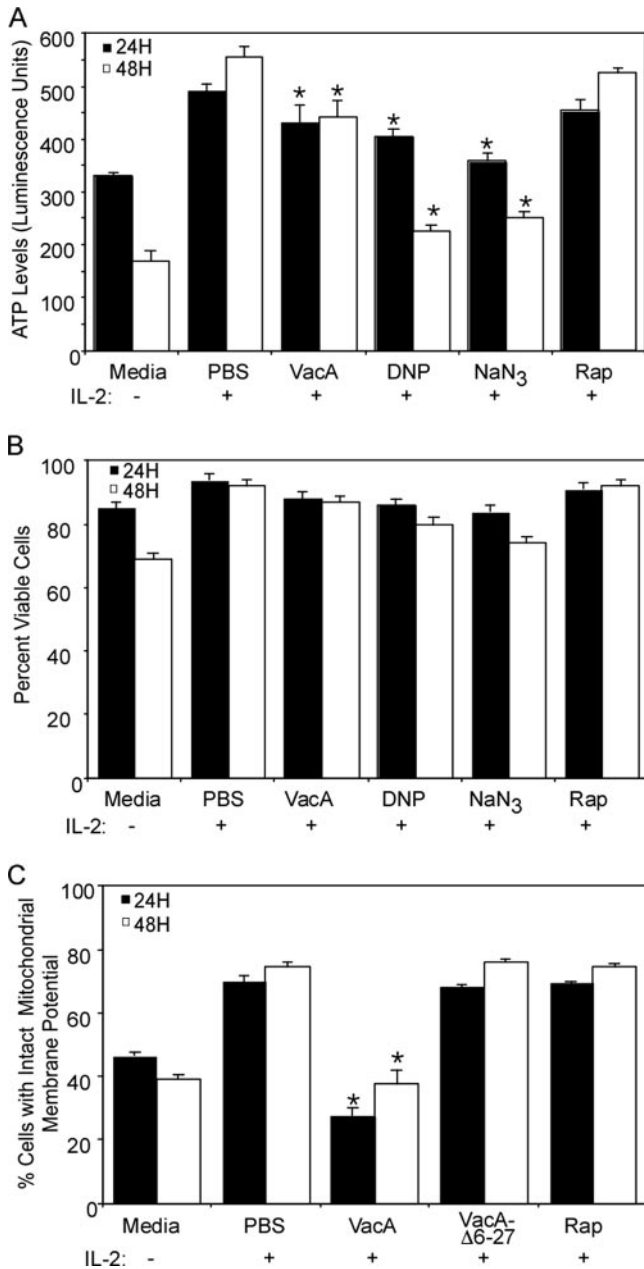 A
24H
48H
ATP Levels (Luminescence Units)
600
500
400
300
200
100
0
* * * * * *
Media PBS VacA DNP NaN₃ Rap
IL-2: - + + + + +
B
24H
48H
Percent Viable Cells
100
80
60
40
20
0
Media PBS VacA DNP NaN₃ Rap
IL-2: - + + + + +
C
24H
48H
% Cells with Intact Mitochondrial
Membrane Potential
100
80
60
40
20
0
* *
Media PBS VacA VacA- Rap
Δ6-27
IL-2: - + + + +